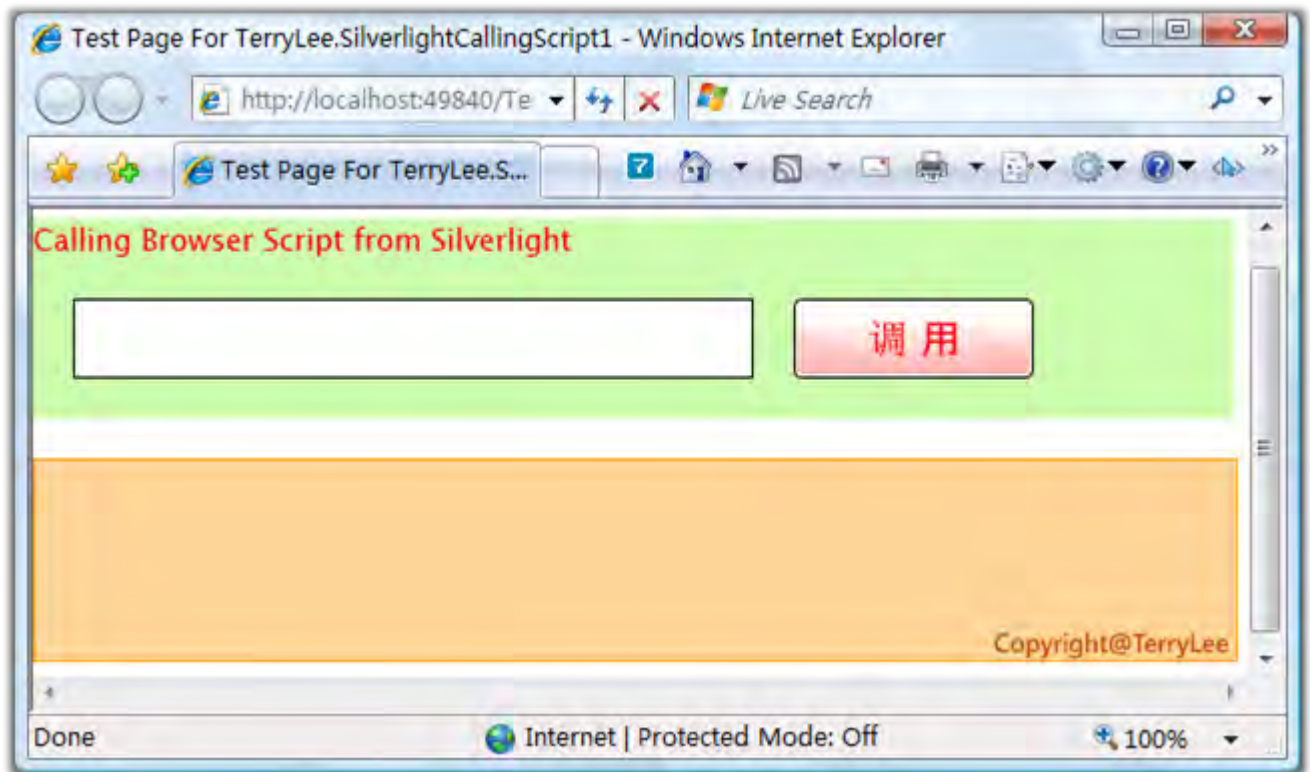 Test Page For TerryLee.SilverlightCallingScript1 - Windows Internet Explorer
http://localhost:49840/Te
Live Search
Test Page For TerryLee.S...
Calling Browser Script from Silverlight
调 用
Copyright@TerryLee
Done
Internet | Protected Mode: Off
100%